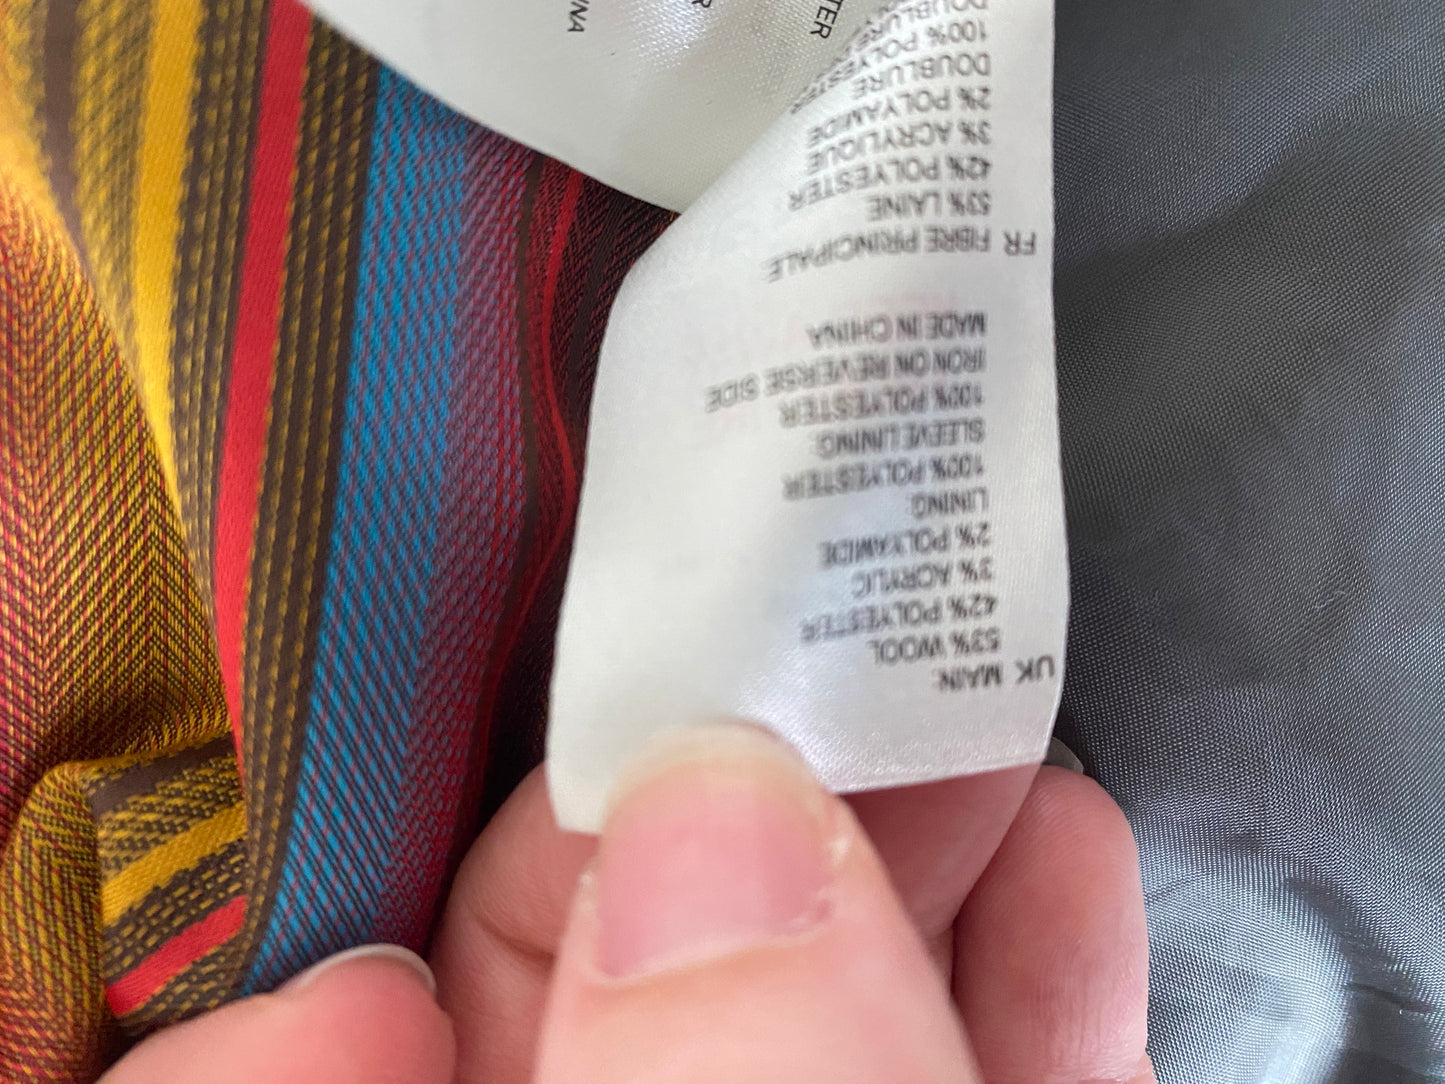 UK MAIN:
53% WOOL
42% POLYESTER
3% ACRYLIC
2% POLYAMIDE
LINING
100% POLYESTER
SLEEVE LINING:
100% POLYESTER
IRON ON REVERSE SIDE
MADE IN CHINA
FR FIBRE PRINCIPALE
53% LAINE
42% POLYESTER
3% ACRYLIQUE
2% POLYAMIDE
DOUBLURE
100% POLYESTER